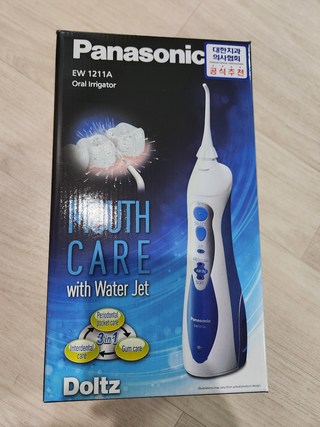 Panasonic
대한치과
의사협회
공식추천
EW 1211A
Oral Irrigator
MOUTH
CARE
with Water Jet
Periodontal
pocket care
3 in 1
Interdental
care
Gum care
Panasonic
Doltz